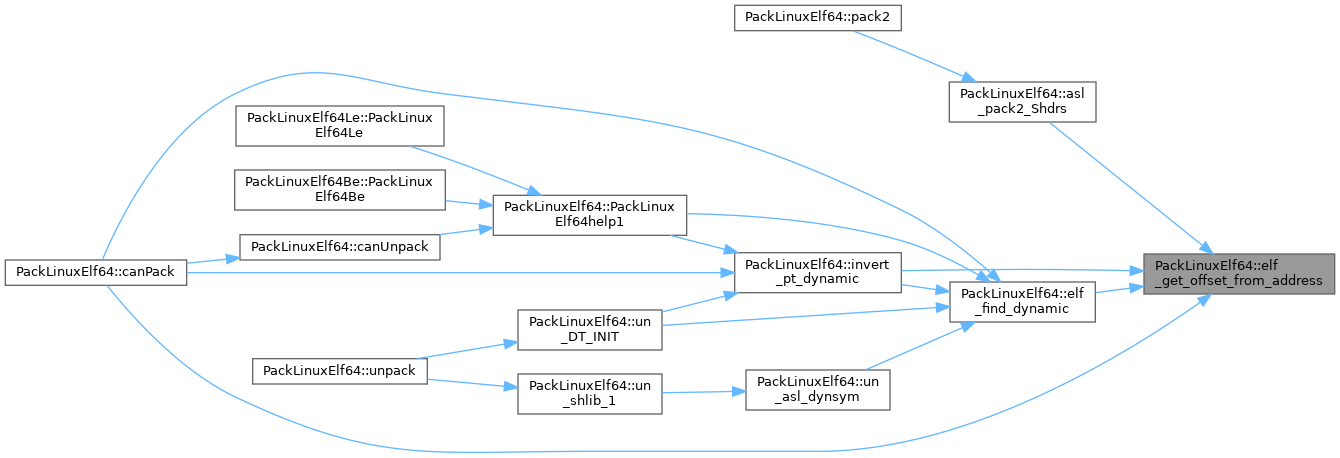 PackLinuxElf64::pack2
PackLinuxElf64::asl
_pack2_Shdrs
PackLinuxElf64Le::PackLinux
Elf64Le
PackLinuxElf64Be::PackLinux
Elf64Be
PackLinuxElf64::PackLinux
Elf64help1
PackLinuxElf64::canUnpack
PackLinuxElf64::canPack
PackLinuxElf64::invert
_pt_dynamic
PackLinuxElf64::elf
_get_offset_from_address
PackLinuxElf64::elf
_find_dynamic
PackLinuxElf64::un
_DT_INIT
PackLinuxElf64::unpack
PackLinuxElf64::un
_shlib_1
PackLinuxElf64::un
_asl_dynsym